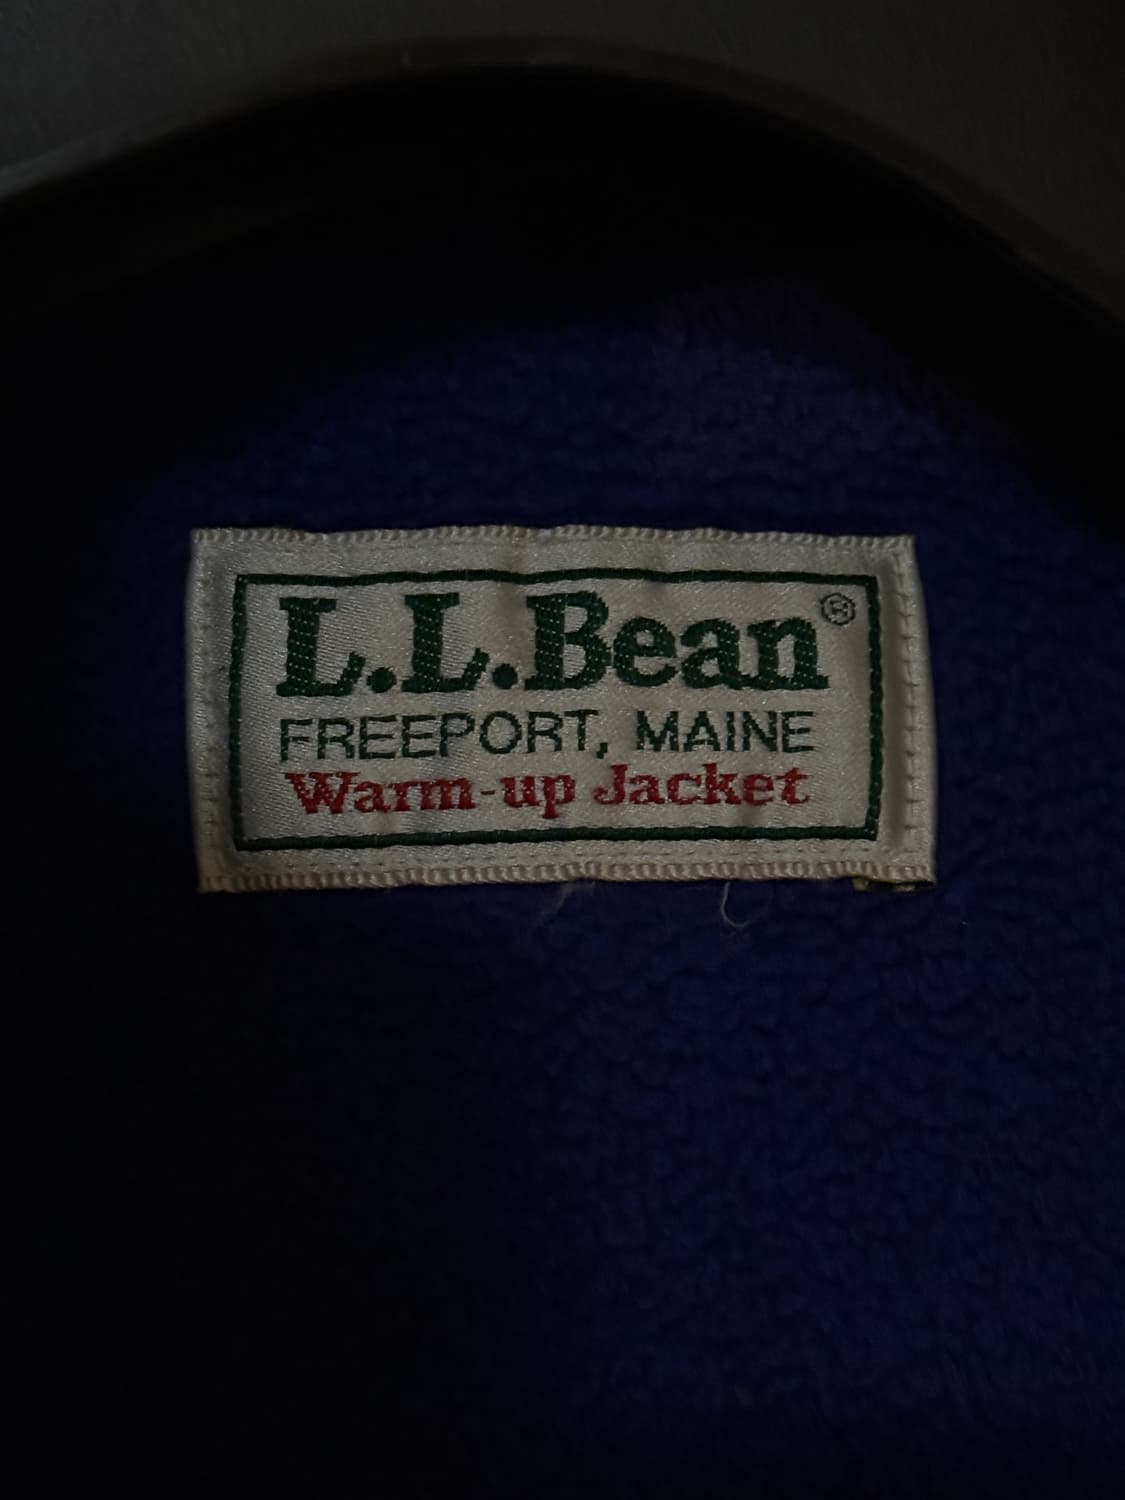 L.L.Bean®
FREEPORT, MAINE
Warm-up Jacket